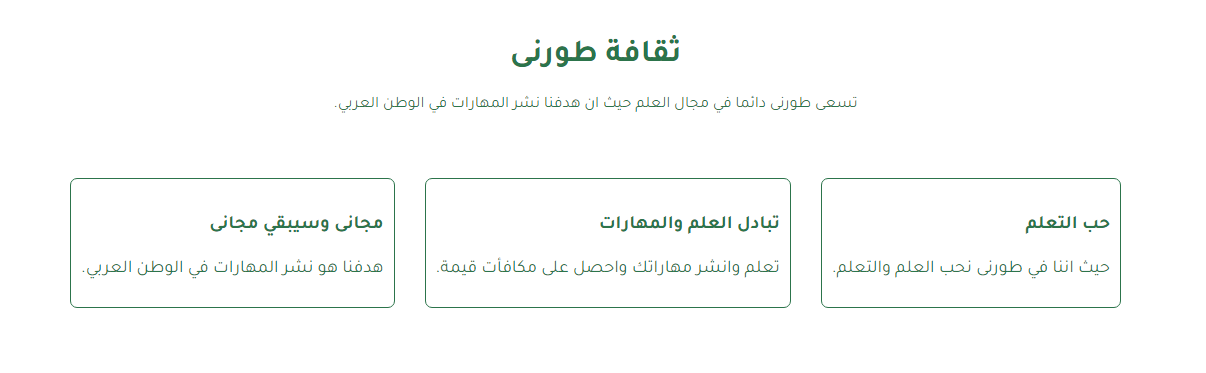 ثقافة طورنى
تسعى طورنى دائما في مجال العلم حيث ان هدفنا نشر المهارات في الوطن العربي.
حب التعلم
حيث اننا في طورنى نحب العلم والتعلم.
تبادل العلم والمهارات
تعلم وانشر مهاراتك واحصل على مكافأت قيمة.
مجانى وسيبقي مجانى
هدفنا هو نشر المهارات في الوطن العربي.